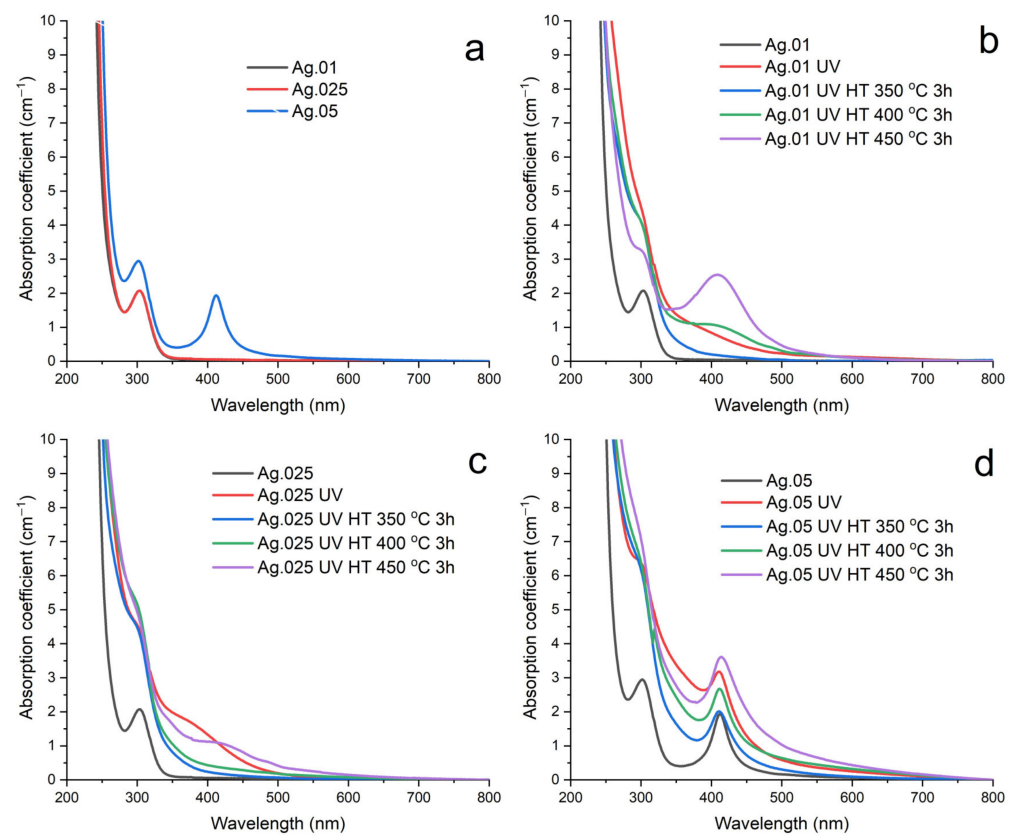 a
Ag.01
Ag.025
Ag.05
10
9
8
7
6
5
4
3
2
1
0
Absorption coefficient (cm⁻¹)
200 300 400 500 600 700 800
Wavelength (nm)
b
Ag.01
Ag.01 UV
Ag.01 UV HT 350 °C 3h
Ag.01 UV HT 400 °C 3h
Ag.01 UV HT 450 °C 3h
10
9
8
7
6
5
4
3
2
1
0
Absorption coefficient (cm⁻¹)
200 300 400 500 600 700 800
Wavelength (nm)
c
Ag.025
Ag.025 UV
Ag.025 UV HT 350 °C 3h
Ag.025 UV HT 400 °C 3h
Ag.025 UV HT 450 °C 3h
10
9
8
7
6
5
4
3
2
1
0
Absorption coefficient (cm⁻¹)
200 300 400 500 600 700 800
Wavelength (nm)
d
Ag.05
Ag.05 UV
Ag.05 UV HT 350 °C 3h
Ag.05 UV HT 400 °C 3h
Ag.05 UV HT 450 °C 3h
10
9
8
7
6
5
4
3
2
1
0
Absorption coefficient (cm⁻¹)
200 300 400 500 600 700 800
Wavelength (nm)